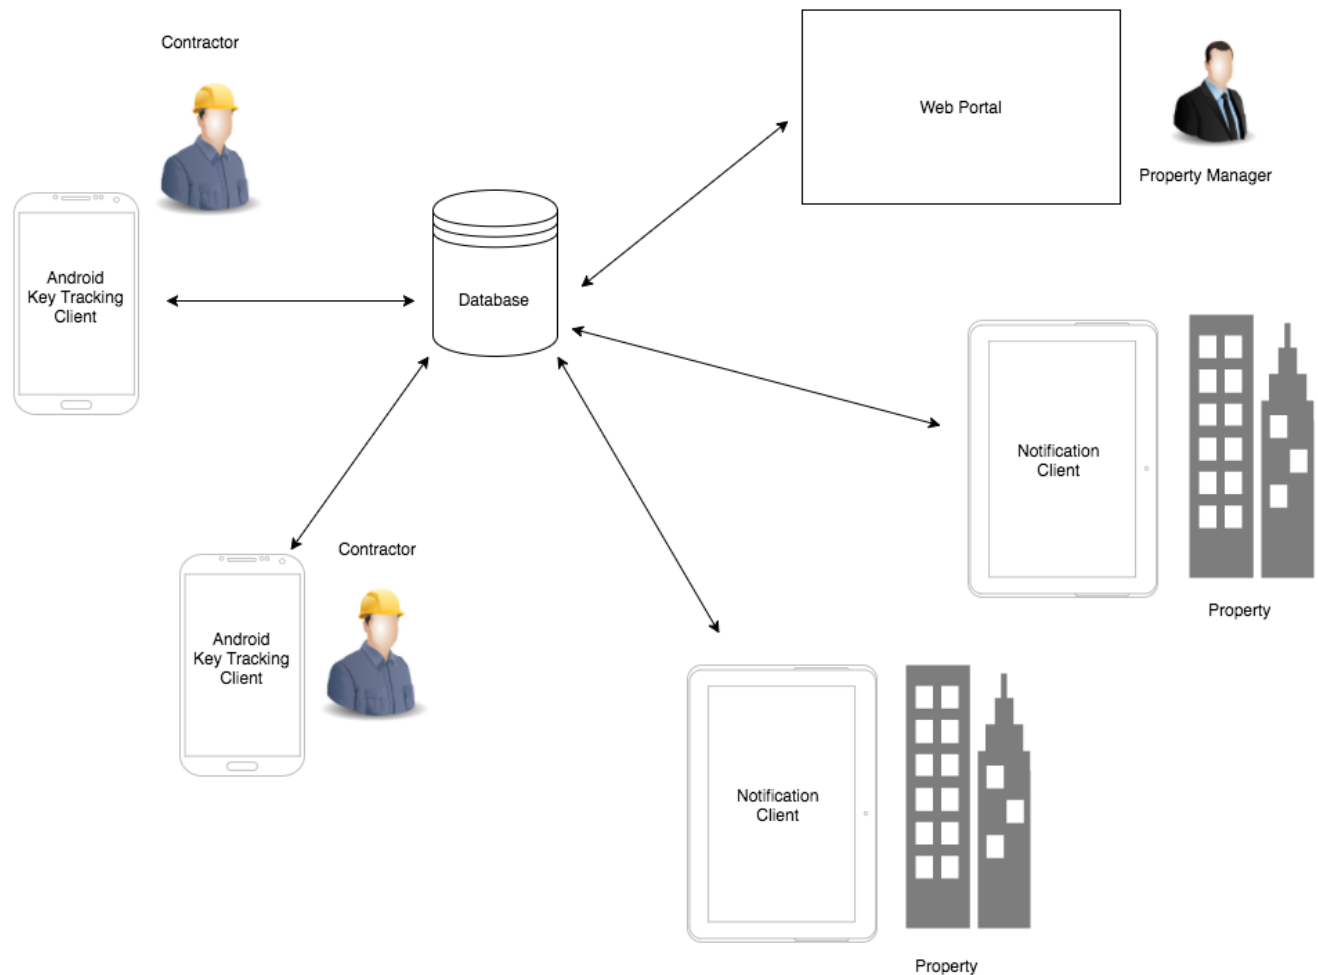 Contractor
Web Portal
Property Manager
Android
Key Tracking
Client
Database
Notification
Client
Property
Contractor
Android
Key Tracking
Client
Notification
Client
Property